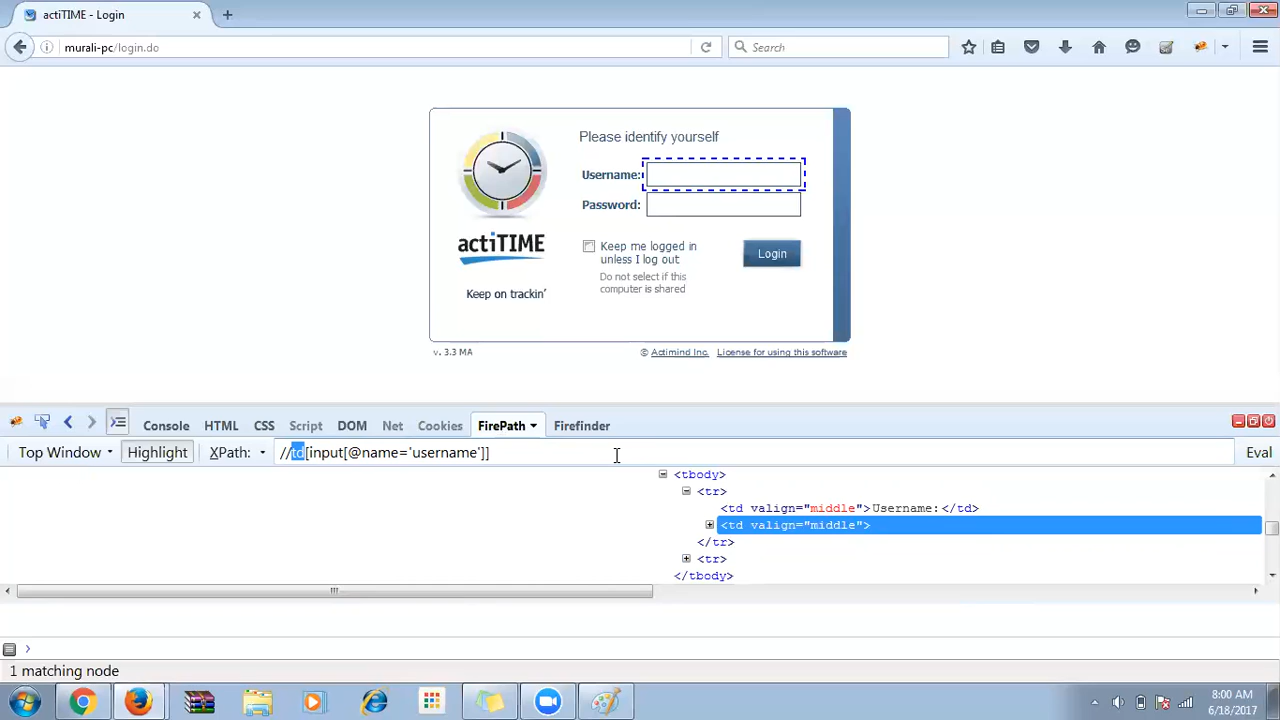 actiTIME - Login
murali-pc/login.do
Search
Please identify yourself
Username:
Password:
Keep me logged in
unless I log out
Login
Do not select if this
computer is shared
actiTIME
Keep on trackin'
v. 3.3 MA
© Actimind Inc. License for using this software
Console HTML CSS Script DOM Net Cookies FirePath Firefinder
Top Window Highlight XPath: //td[input[@name='username']] Eval
<tbody>
<tr>
<td valign="middle">Username:</td>
<td valign="middle">
</tr>
<tr>
</tbody>
1 matching node
8:00 AM
6/18/2017